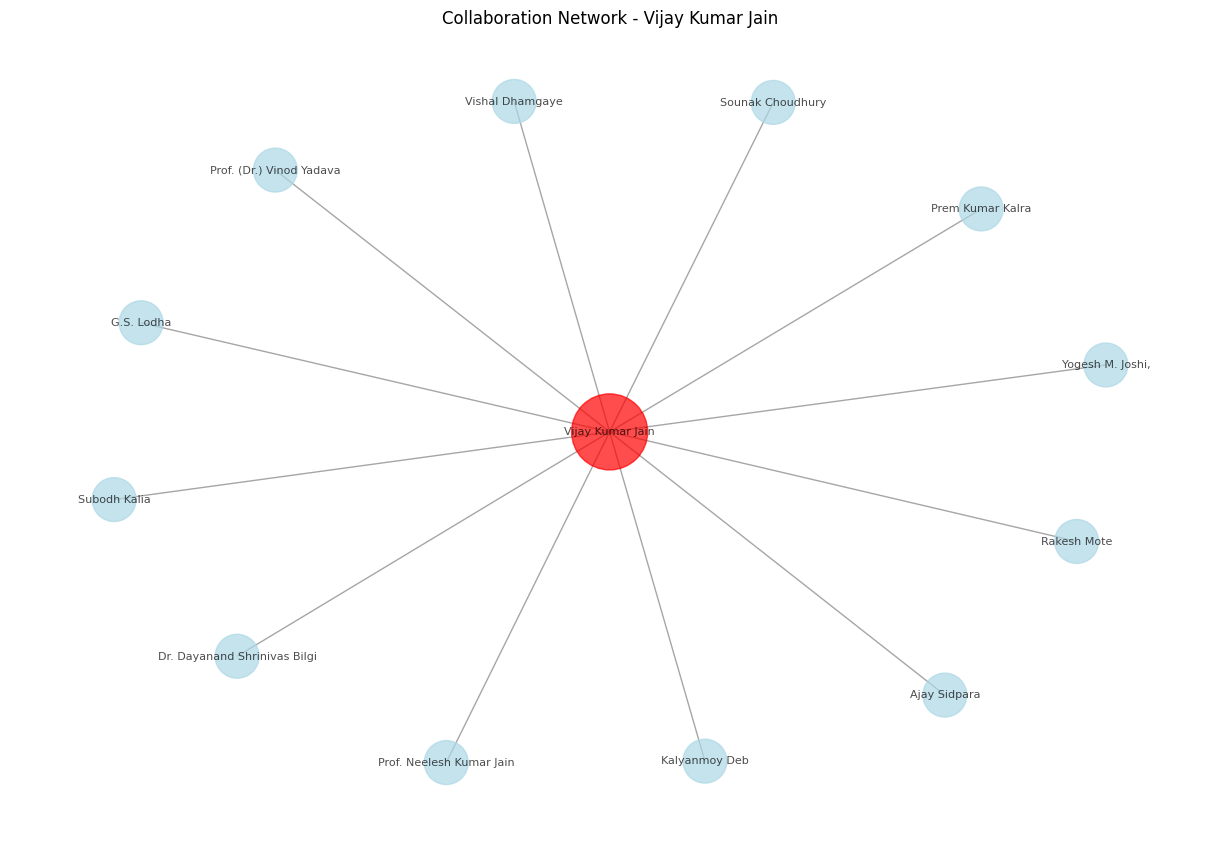 Collaboration Network - Vijay Kumar Jain
Vishal Dhamgaye
Sounak Choudhury
Prof. (Dr.) Vinod Yadava
Prem Kumar Kalra
G.S. Lodha
Yogesh M. Joshi,
Vijay Kumar Jain
Subodh Kalia
Rakesh Mote
Dr. Dayanand Shrinivas Bilgi
Ajay Sidpara
Prof. Neelesh Kumar Jain
Kalyanmoy Deb